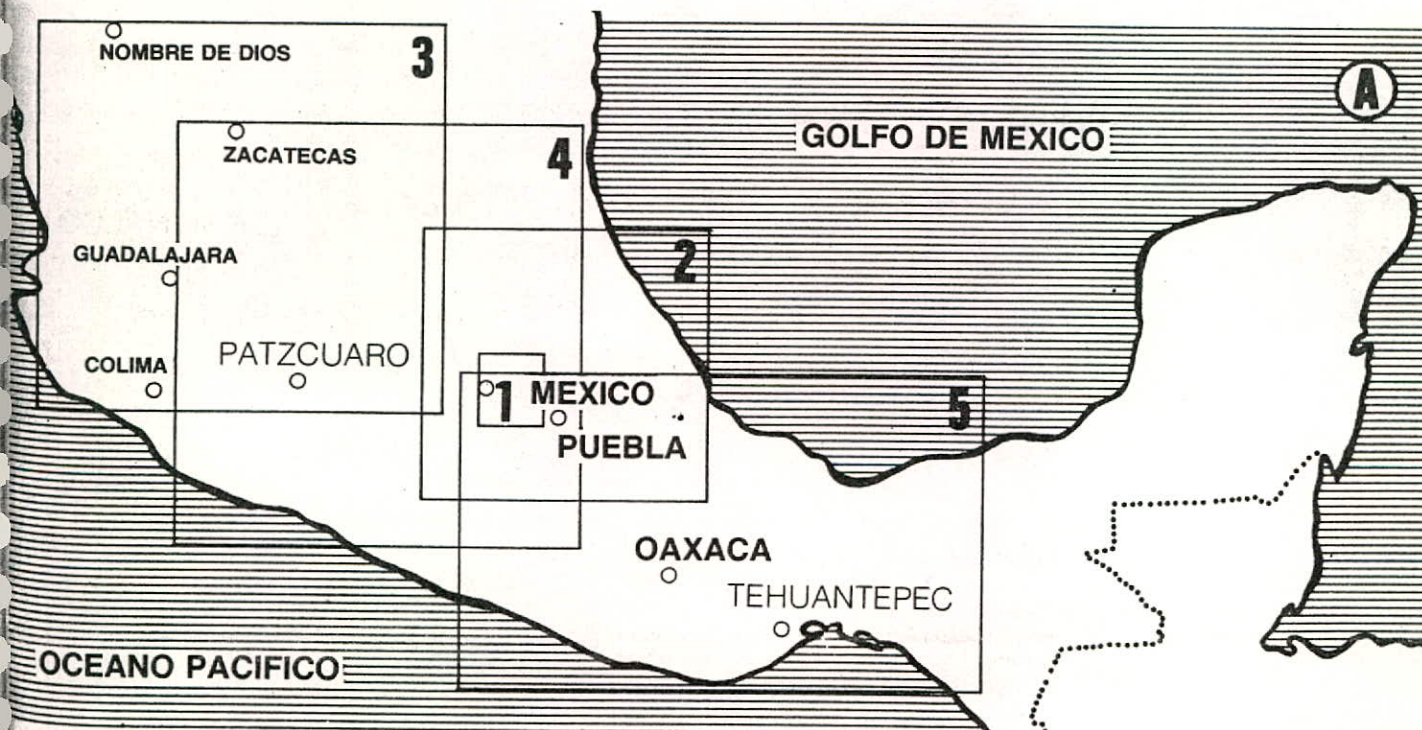 NOMBRE DE DIOS
3
A
GOLFO DE MEXICO
ZACATECAS
4
GUADALAJARA
2
PATZCUARO
COLIMA
1
MEXICO
5
PUEBLA
OAXACA
TEHUANTEPEC
OCEANO PACIFICO